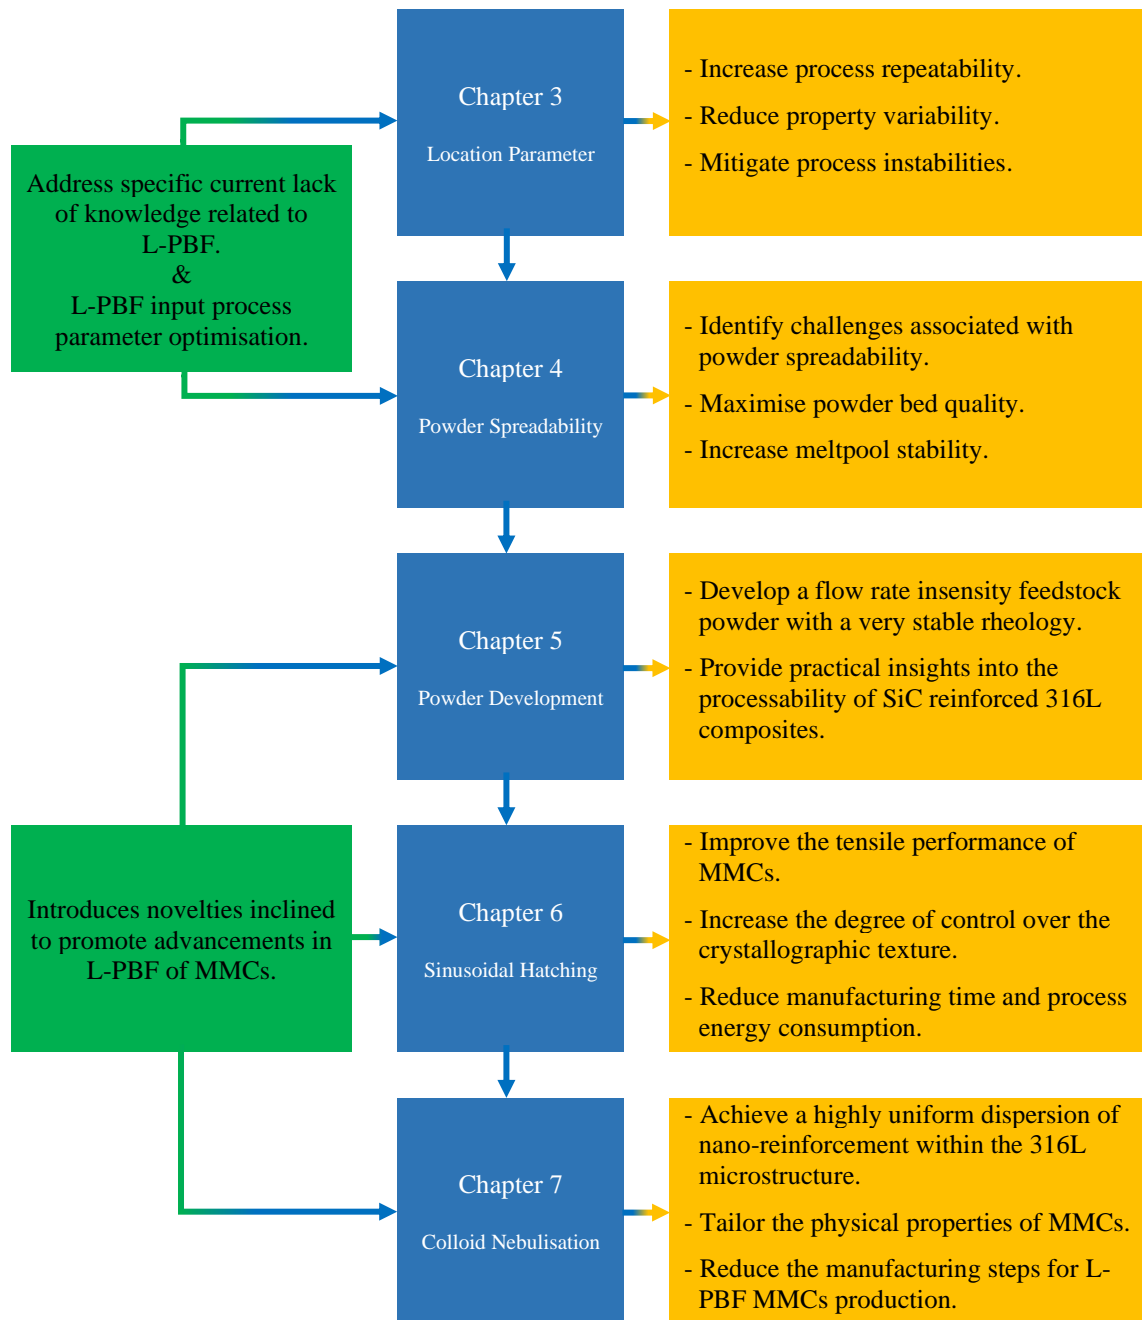 Address specific current lack
of knowledge related to
L-PBF.
&
L-PBF input process
parameter optimisation.
Chapter 3
Location Parameter
- Increase process repeatability.
- Reduce property variability.
- Mitigate process instabilities.
Chapter 4
Powder Spreadability
- Identify challenges associated with
powder spreadability.
- Maximise powder bed quality.
- Increase meltpool stability.
Introduces novelties inclined
to promote advancements in
L-PBF of MMCs.
Chapter 5
Powder Development
- Develop a flow rate insensity feedstock
powder with a very stable rheology.
- Provide practical insights into the
processability of SiC reinforced 316L
composites.
Chapter 6
Sinusoidal Hatching
- Improve the tensile performance of
MMCs.
- Increase the degree of control over the
crystallographic texture.
- Reduce manufacturing time and process
energy consumption.
Chapter 7
Colloid Nebulisation
- Achieve a highly uniform dispersion of
nano-reinforcement within the 316L
microstructure.
- Tailor the physical properties of MMCs.
- Reduce the manufacturing steps for L-
PBF MMCs production.